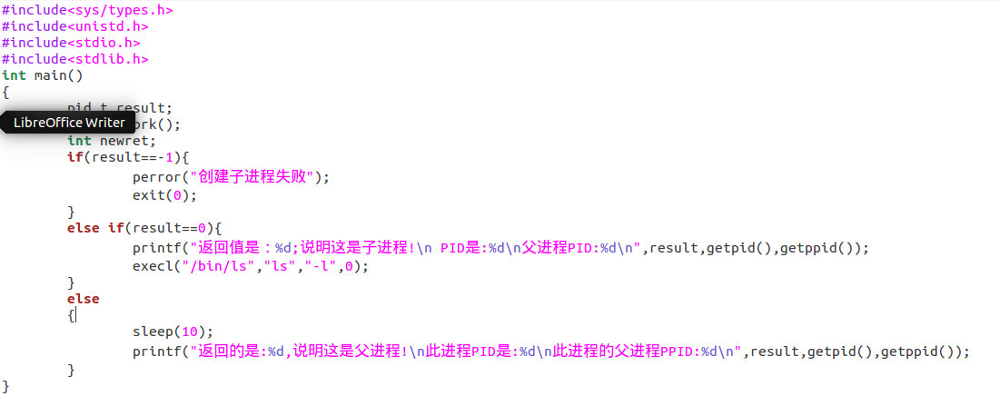 #include<sys/types.h>
#include<unistd.h>
#include<stdio.h>
#include<stdlib.h>
int main()
{
        pid_t result;
LibreOffice Writer ork();
        int newret;
        if(result==-1){
                perror("创建子进程失败");
                exit(0);
        }
        else if(result==0){
                printf("返回值是：%d;说明这是子进程!\n PID是:%d\n父进程PID:%d\n",result,getpid(),getppid());
                execl("/bin/ls","ls","-l",0);
        }
        else
        {
                sleep(10);
                printf("返回的是:%d,说明这是父进程!\n此进程PID是:%d\n此进程的父进程PPID:%d\n",result,getpid(),getppid());
        }
}